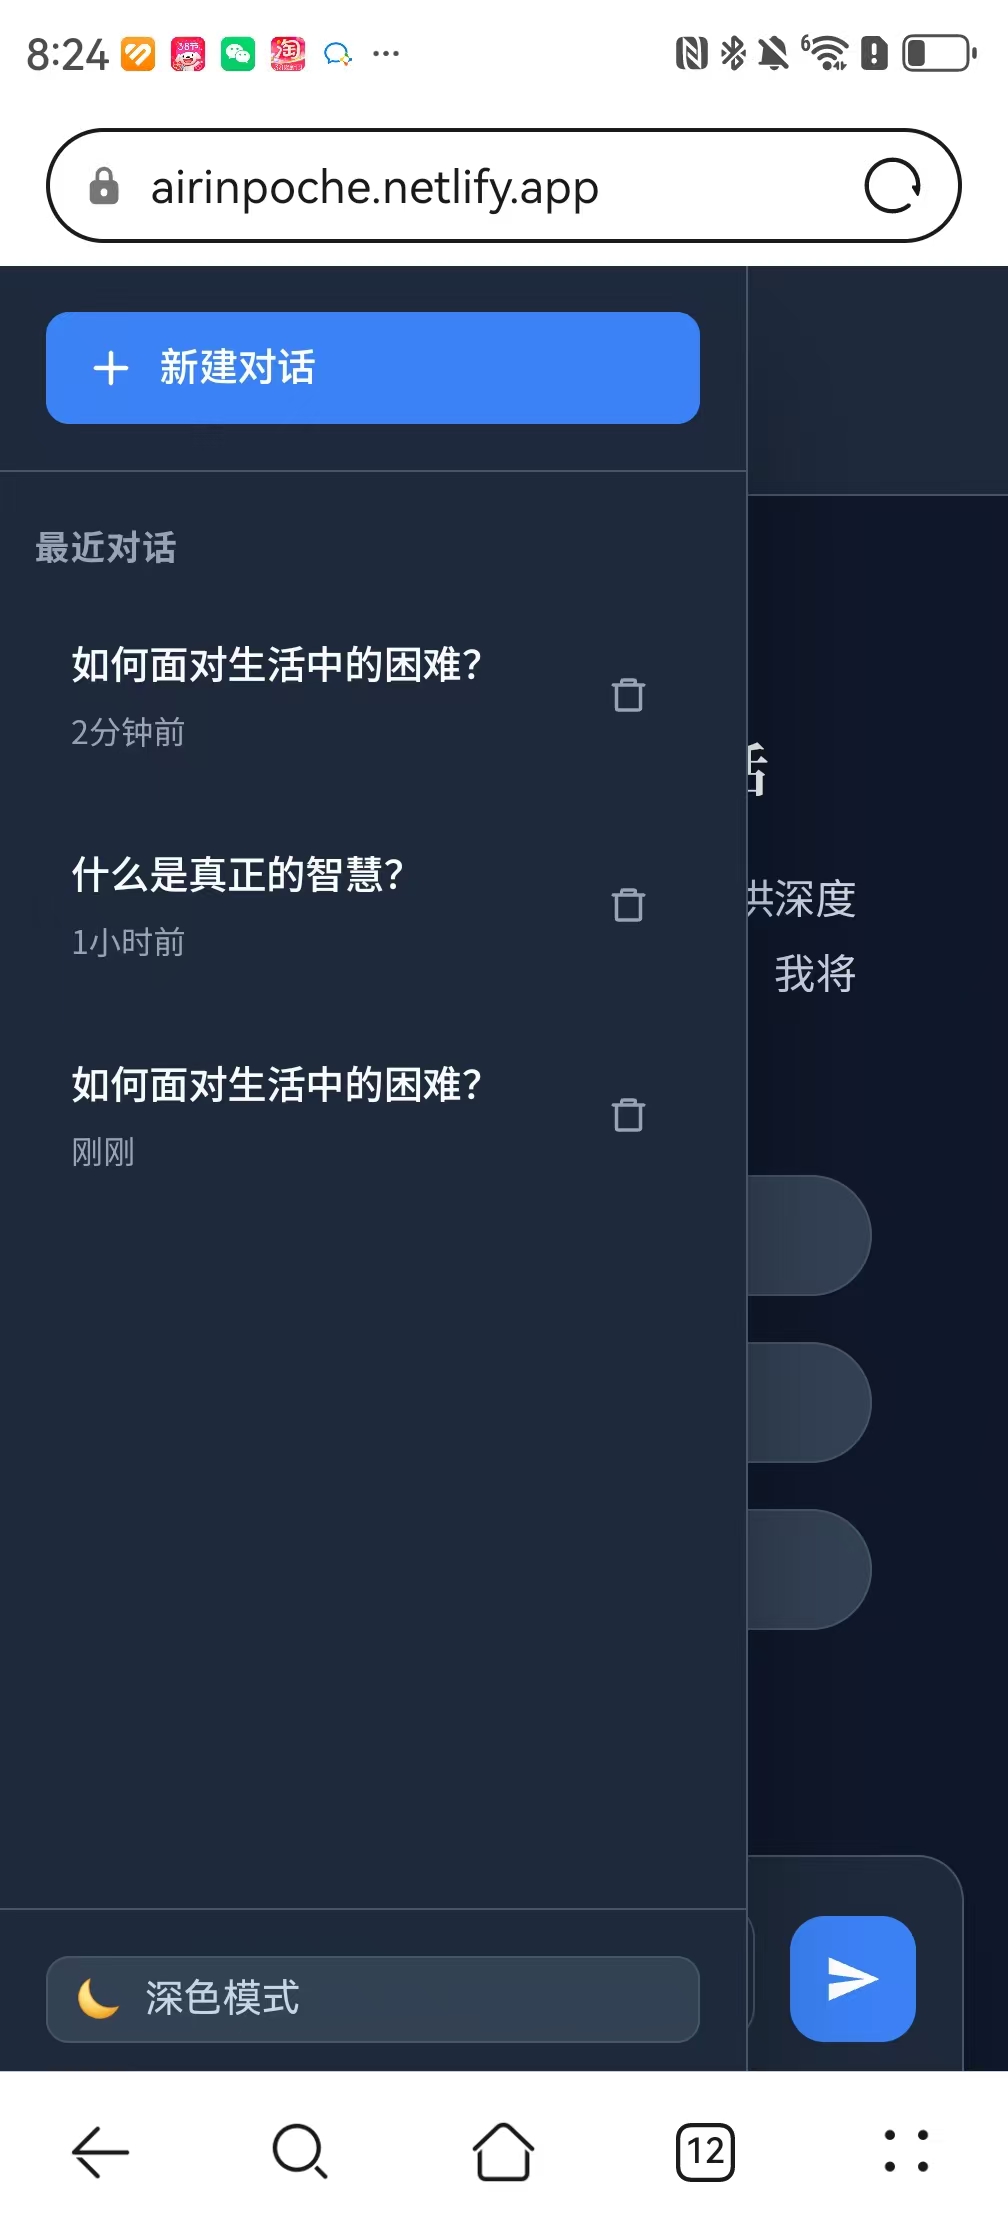 8:24
airinpoche.netlify.app
新建对话
最近对话
如何面对生活中的困难?
2分钟前
什么是真正的智慧?
1小时前
如何面对生活中的困难?
刚刚
深度
我将
深色模式
12